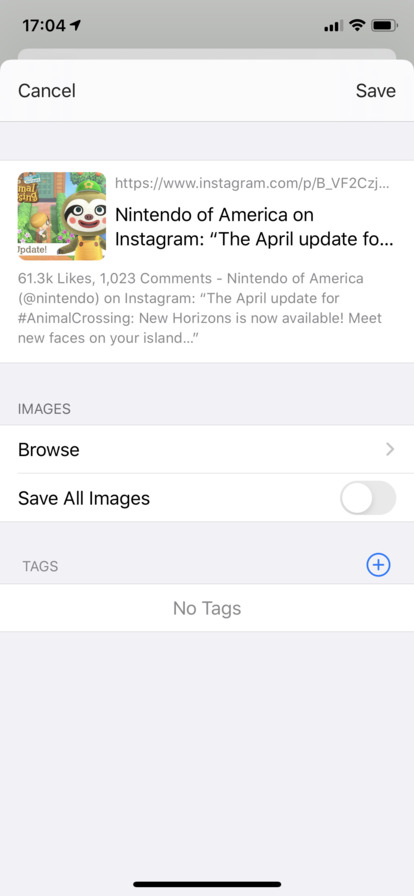 17:04
Cancel
Save
https://www.instagram.com/p/B_VF2Czj...
Nintendo of America on
Instagram: “The April update fo...
Update!
61.3k Likes, 1,023 Comments - Nintendo of America
(@nintendo) on Instagram: “The April update for
#AnimalCrossing: New Horizons is now available! Meet
new faces on your island...”
IMAGES
Browse
Save All Images
TAGS
No Tags